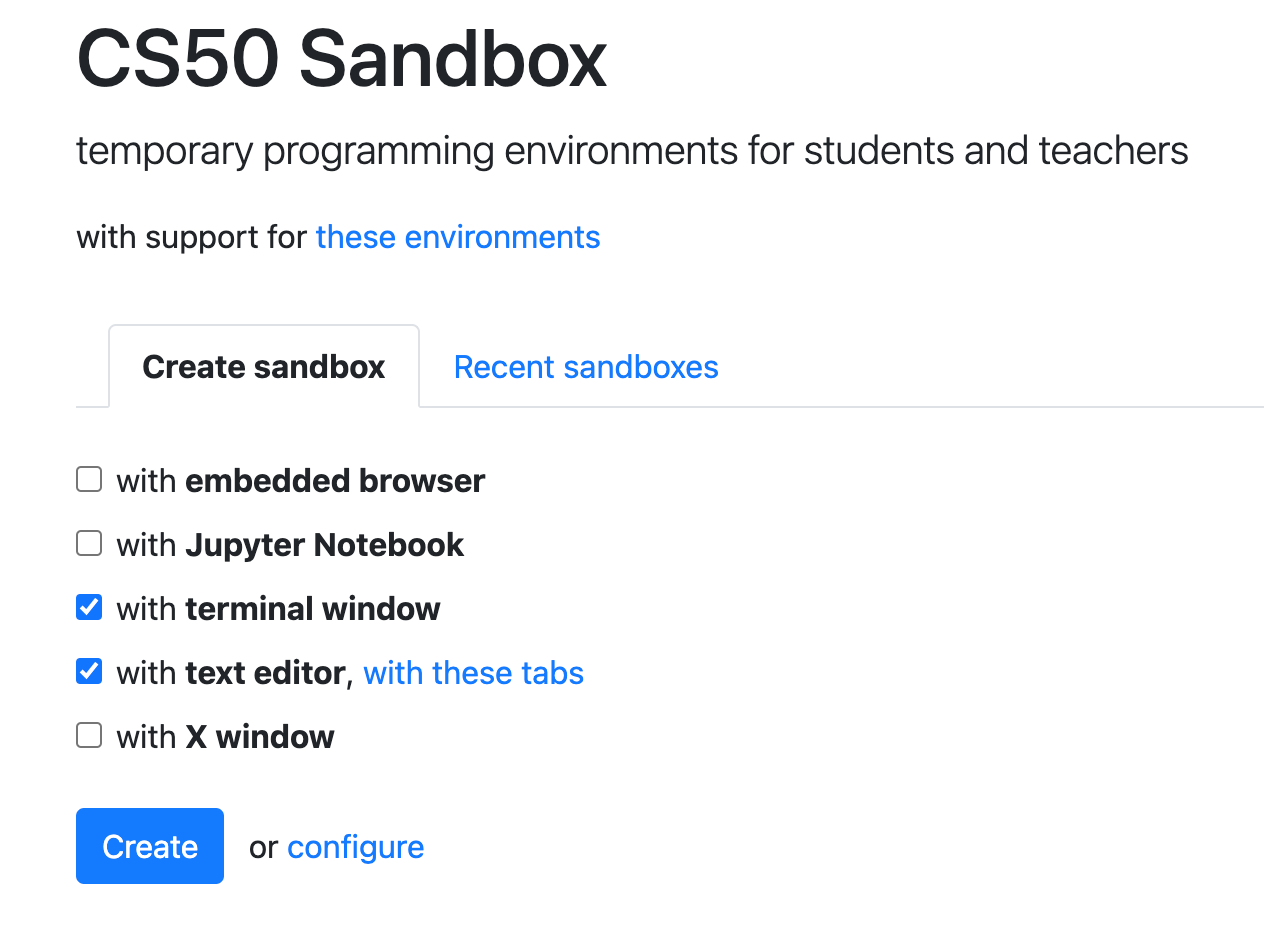 CS50 Sandbox
temporary programming environments for students and teachers
with support for these environments
Create sandbox Recent sandboxes
with embedded browser
with Jupyter Notebook
with terminal window
with text editor, with these tabs
with X window
Create or configure